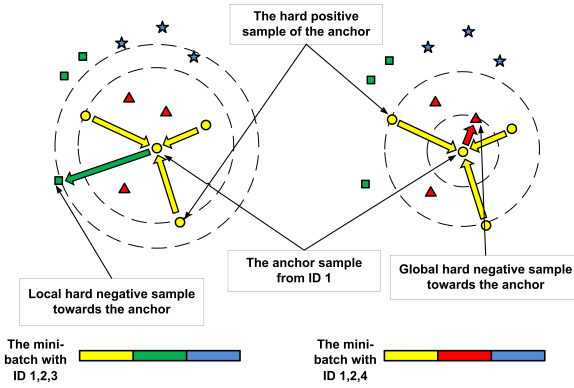 The hard positive
sample of the anchor
The anchor sample
from ID 1
Global hard negative sample
towards the anchor
Local hard negative sample
towards the anchor
The mini-
batch with
ID 1,2,3
The mini-
batch with
ID 1,2,4